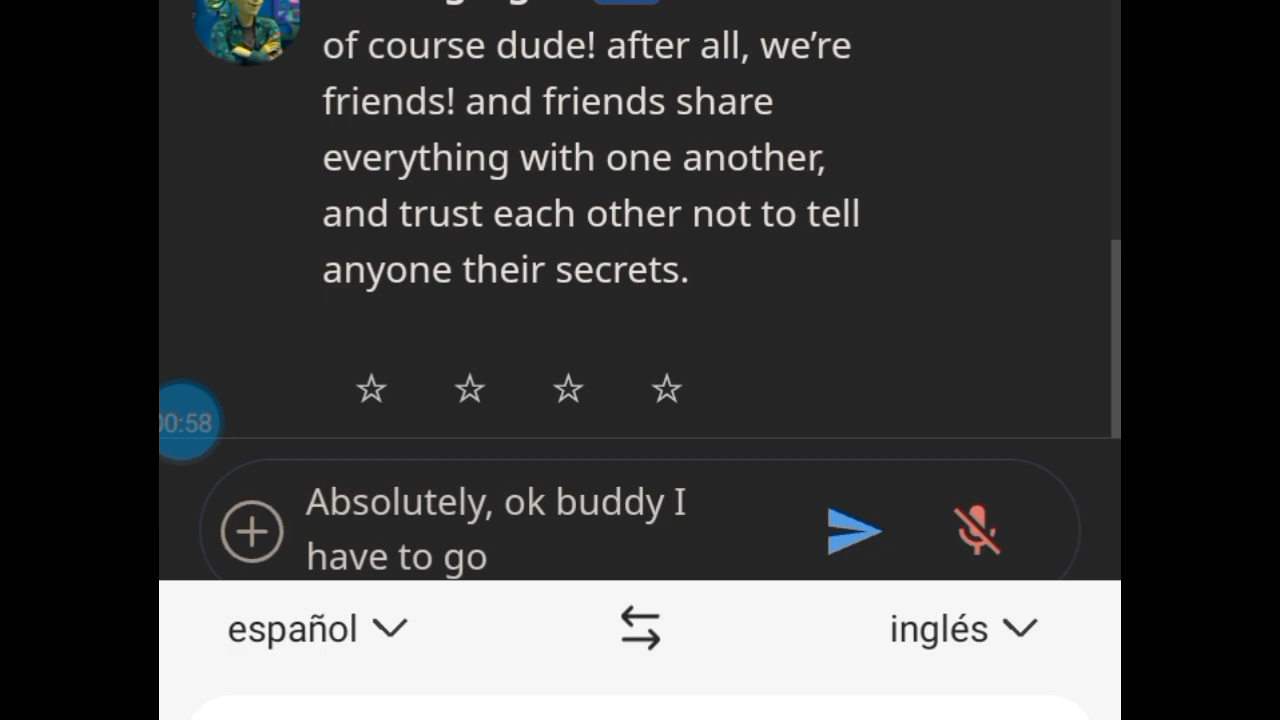 of course dude! after all, we’re
friends! and friends share
everything with one another,
and trust each other not to tell
anyone their secrets.
00:58
Absolutely, ok buddy I
have to go
español
inglés